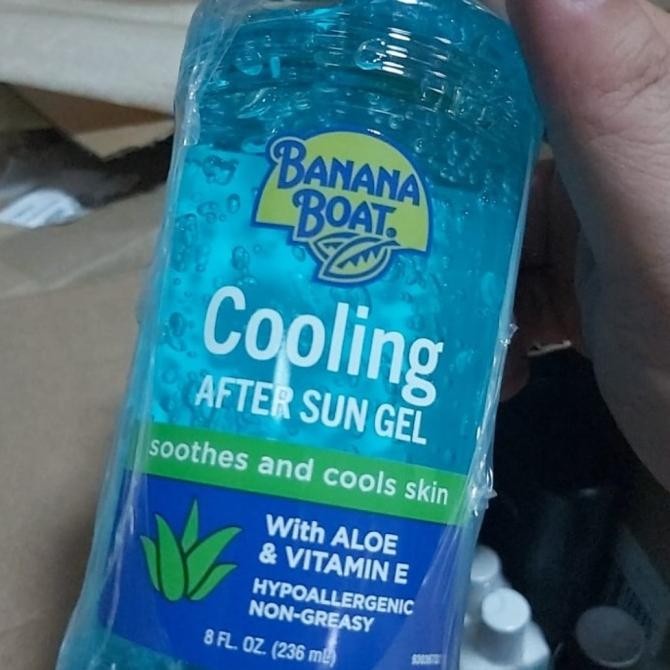 BANANA
BOAT®
Cooling
AFTER SUN GEL
soothes and cools skin
With ALOE
& VITAMIN E
HYPOALLERGENIC
NON-GREASY
8 FL. OZ. (236 mL)